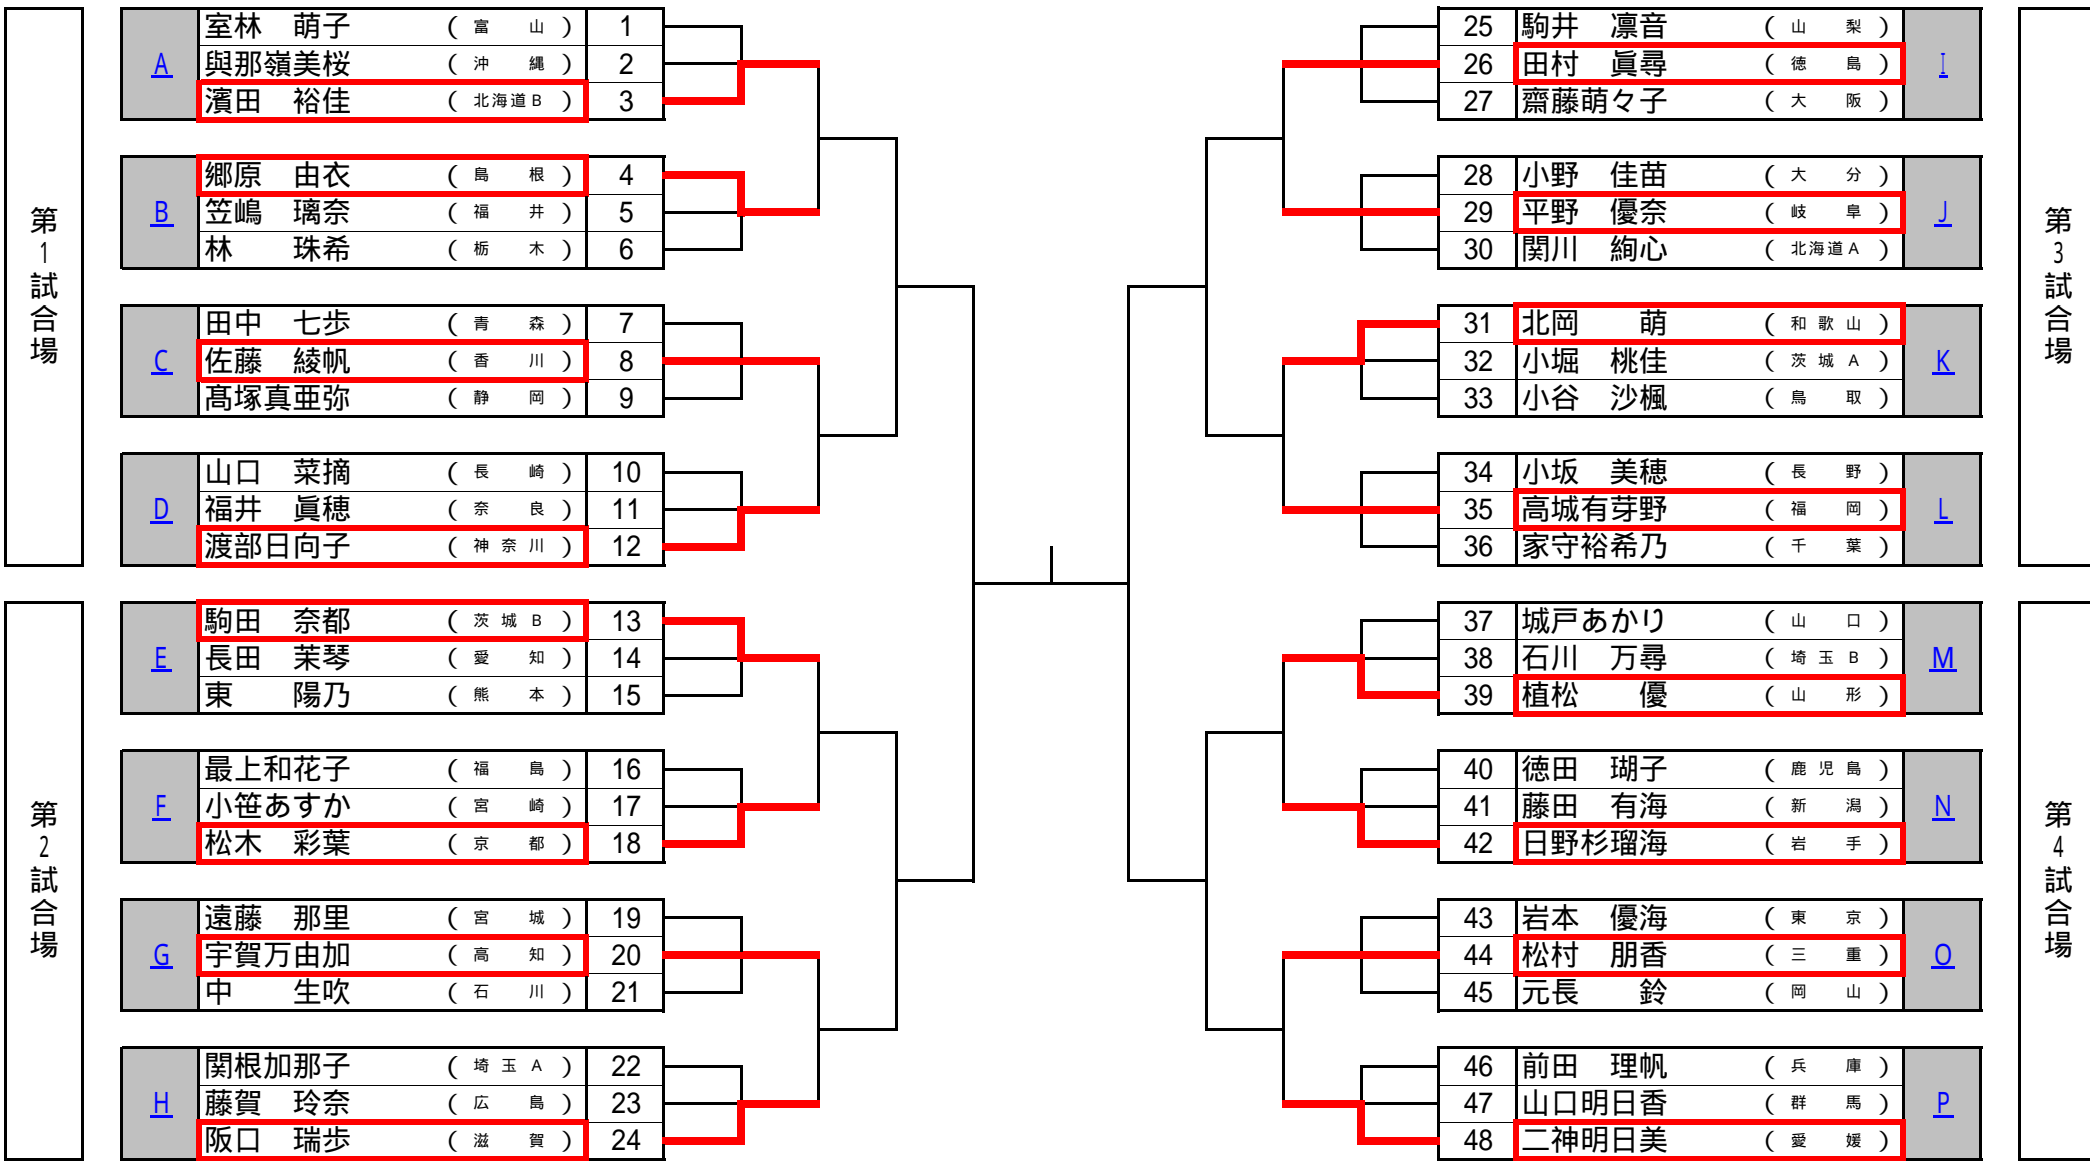 第1試合場
A
室林 萌子 (富山) 1
與那嶺美桜 (沖縄) 2
濱田 裕佳 (北海道B) 3
B
郷原 由衣 (島根) 4
笠嶋 璃奈 (福井) 5
林 珠希 (栃木) 6
C
田中 七歩 (青森) 7
佐藤 綾帆 (香川) 8
髙塚真亜弥 (静岡) 9
D
山口 菜摘 (長崎) 10
福井 眞穂 (奈良) 11
渡部日向子 (神奈川) 12
第2試合場
E
駒田 奈都 (茨城B) 13
長田 茉琴 (愛知) 14
東 陽乃 (熊本) 15
F
最上和花子 (福島) 16
小笹あすか (宮崎) 17
松木 彩葉 (京都) 18
G
遠藤 那里 (宮城) 19
宇賀万由加 (高知) 20
中 生吹 (石川) 21
H
関根加那子 (埼玉A) 22
藤賀 玲奈 (広島) 23
阪口 瑞歩 (滋賀) 24
第3試合場
I
25 駒井 凛音 (山梨)
26 田村 眞尋 (徳島)
27 齋藤萌々子 (大阪)
J
28 小野 佳苗 (大分)
29 平野 優奈 (岐阜)
30 関川 絢心 (北海道A)
K
31 北岡 萌 (和歌山)
32 小堀 桃佳 (茨城A)
33 小谷 沙楓 (鳥取)
L
34 小坂 美穂 (長野)
35 高城有芽野 (福岡)
36 家守裕希乃 (千葉)
第4試合場
M
37 城戸あかり (山口)
38 石川 万尋 (埼玉B)
39 植松 優 (山形)
N
40 徳田 瑚子 (鹿児島)
41 藤田 有海 (新潟)
42 日野杉瑠海 (岩手)
O
43 岩本 優海 (東京)
44 松村 朋香 (三重)
45 元長 鈴 (岡山)
P
46 前田 理帆 (兵庫)
47 山口明日香 (群馬)
48 二神明日美 (愛媛)